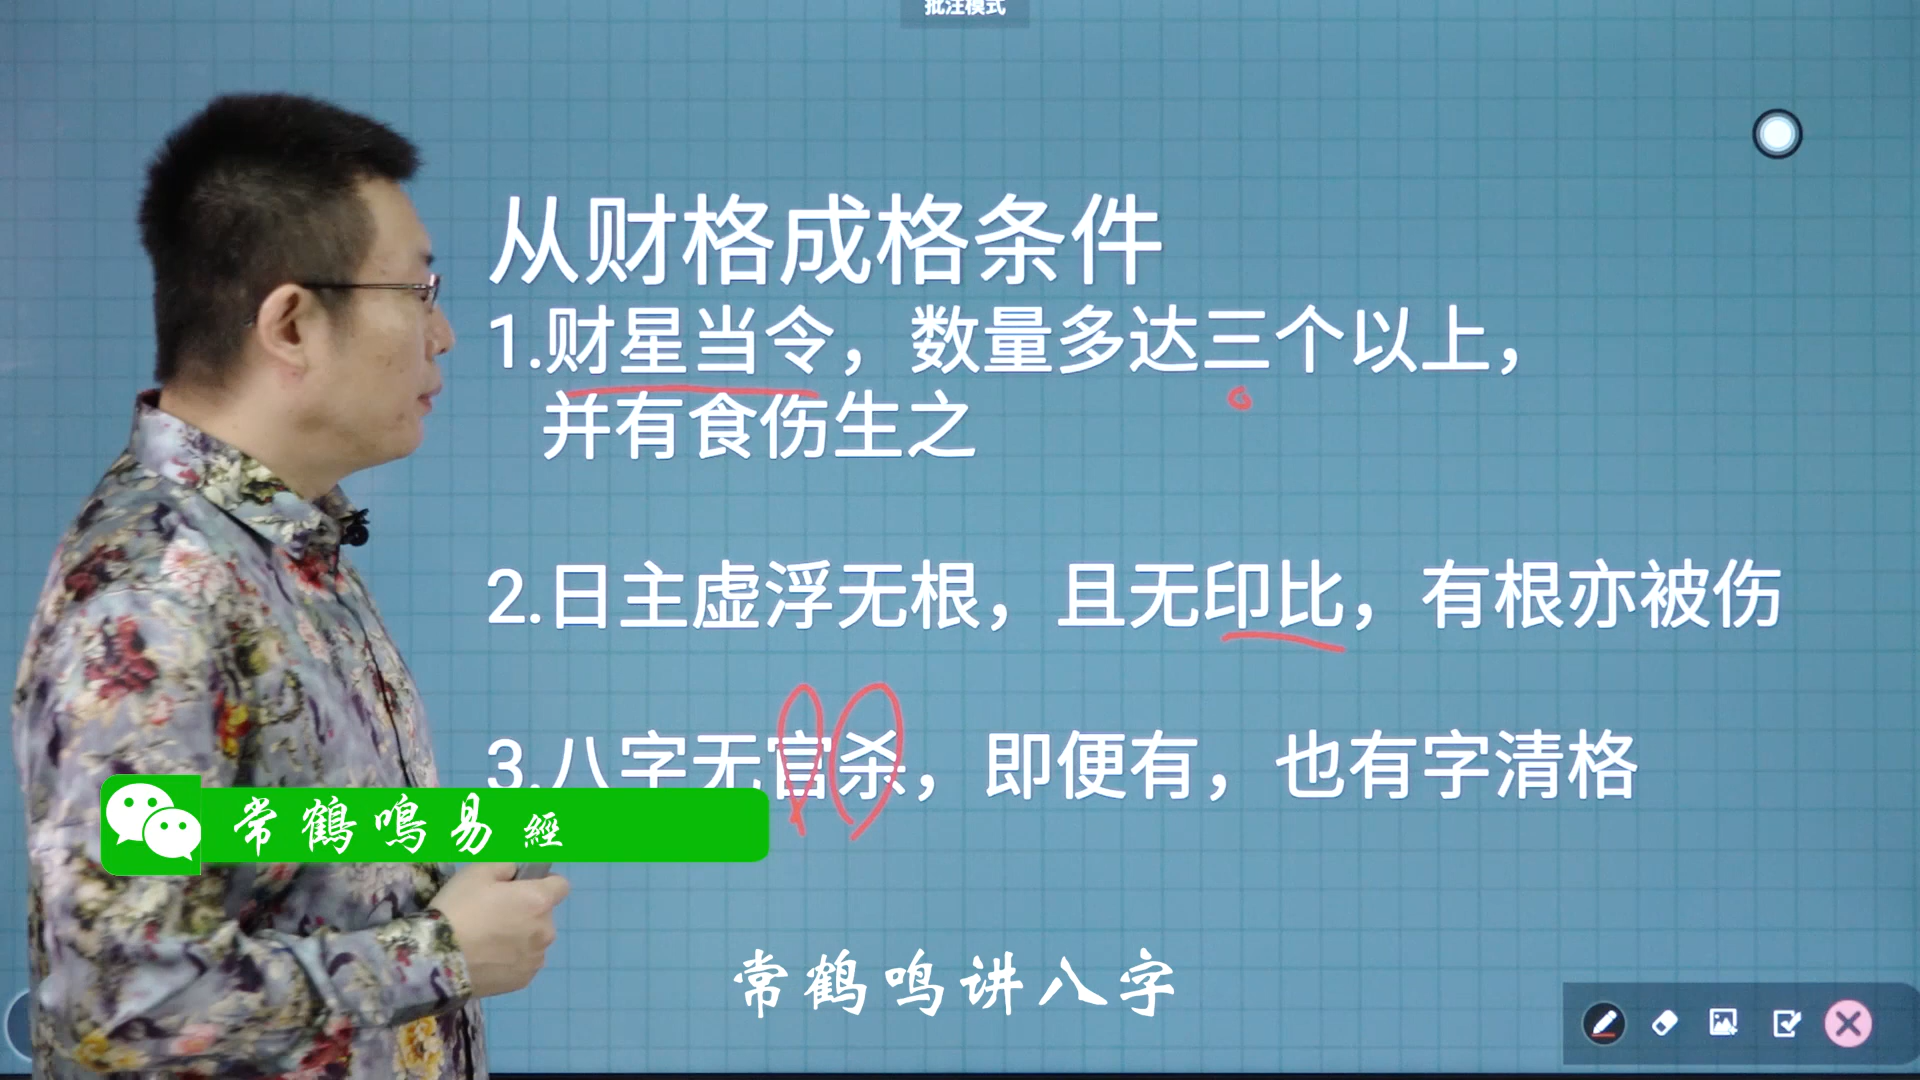 批注模式
从财格成格条件
1.财星当令，数量多达三个以上，
并有食伤生之
2.日主虚浮无根，且无印比，有根亦被伤
3.八字无官杀，即便有，也有字清格
常鶴鳴易經
常鹤鸣讲八字